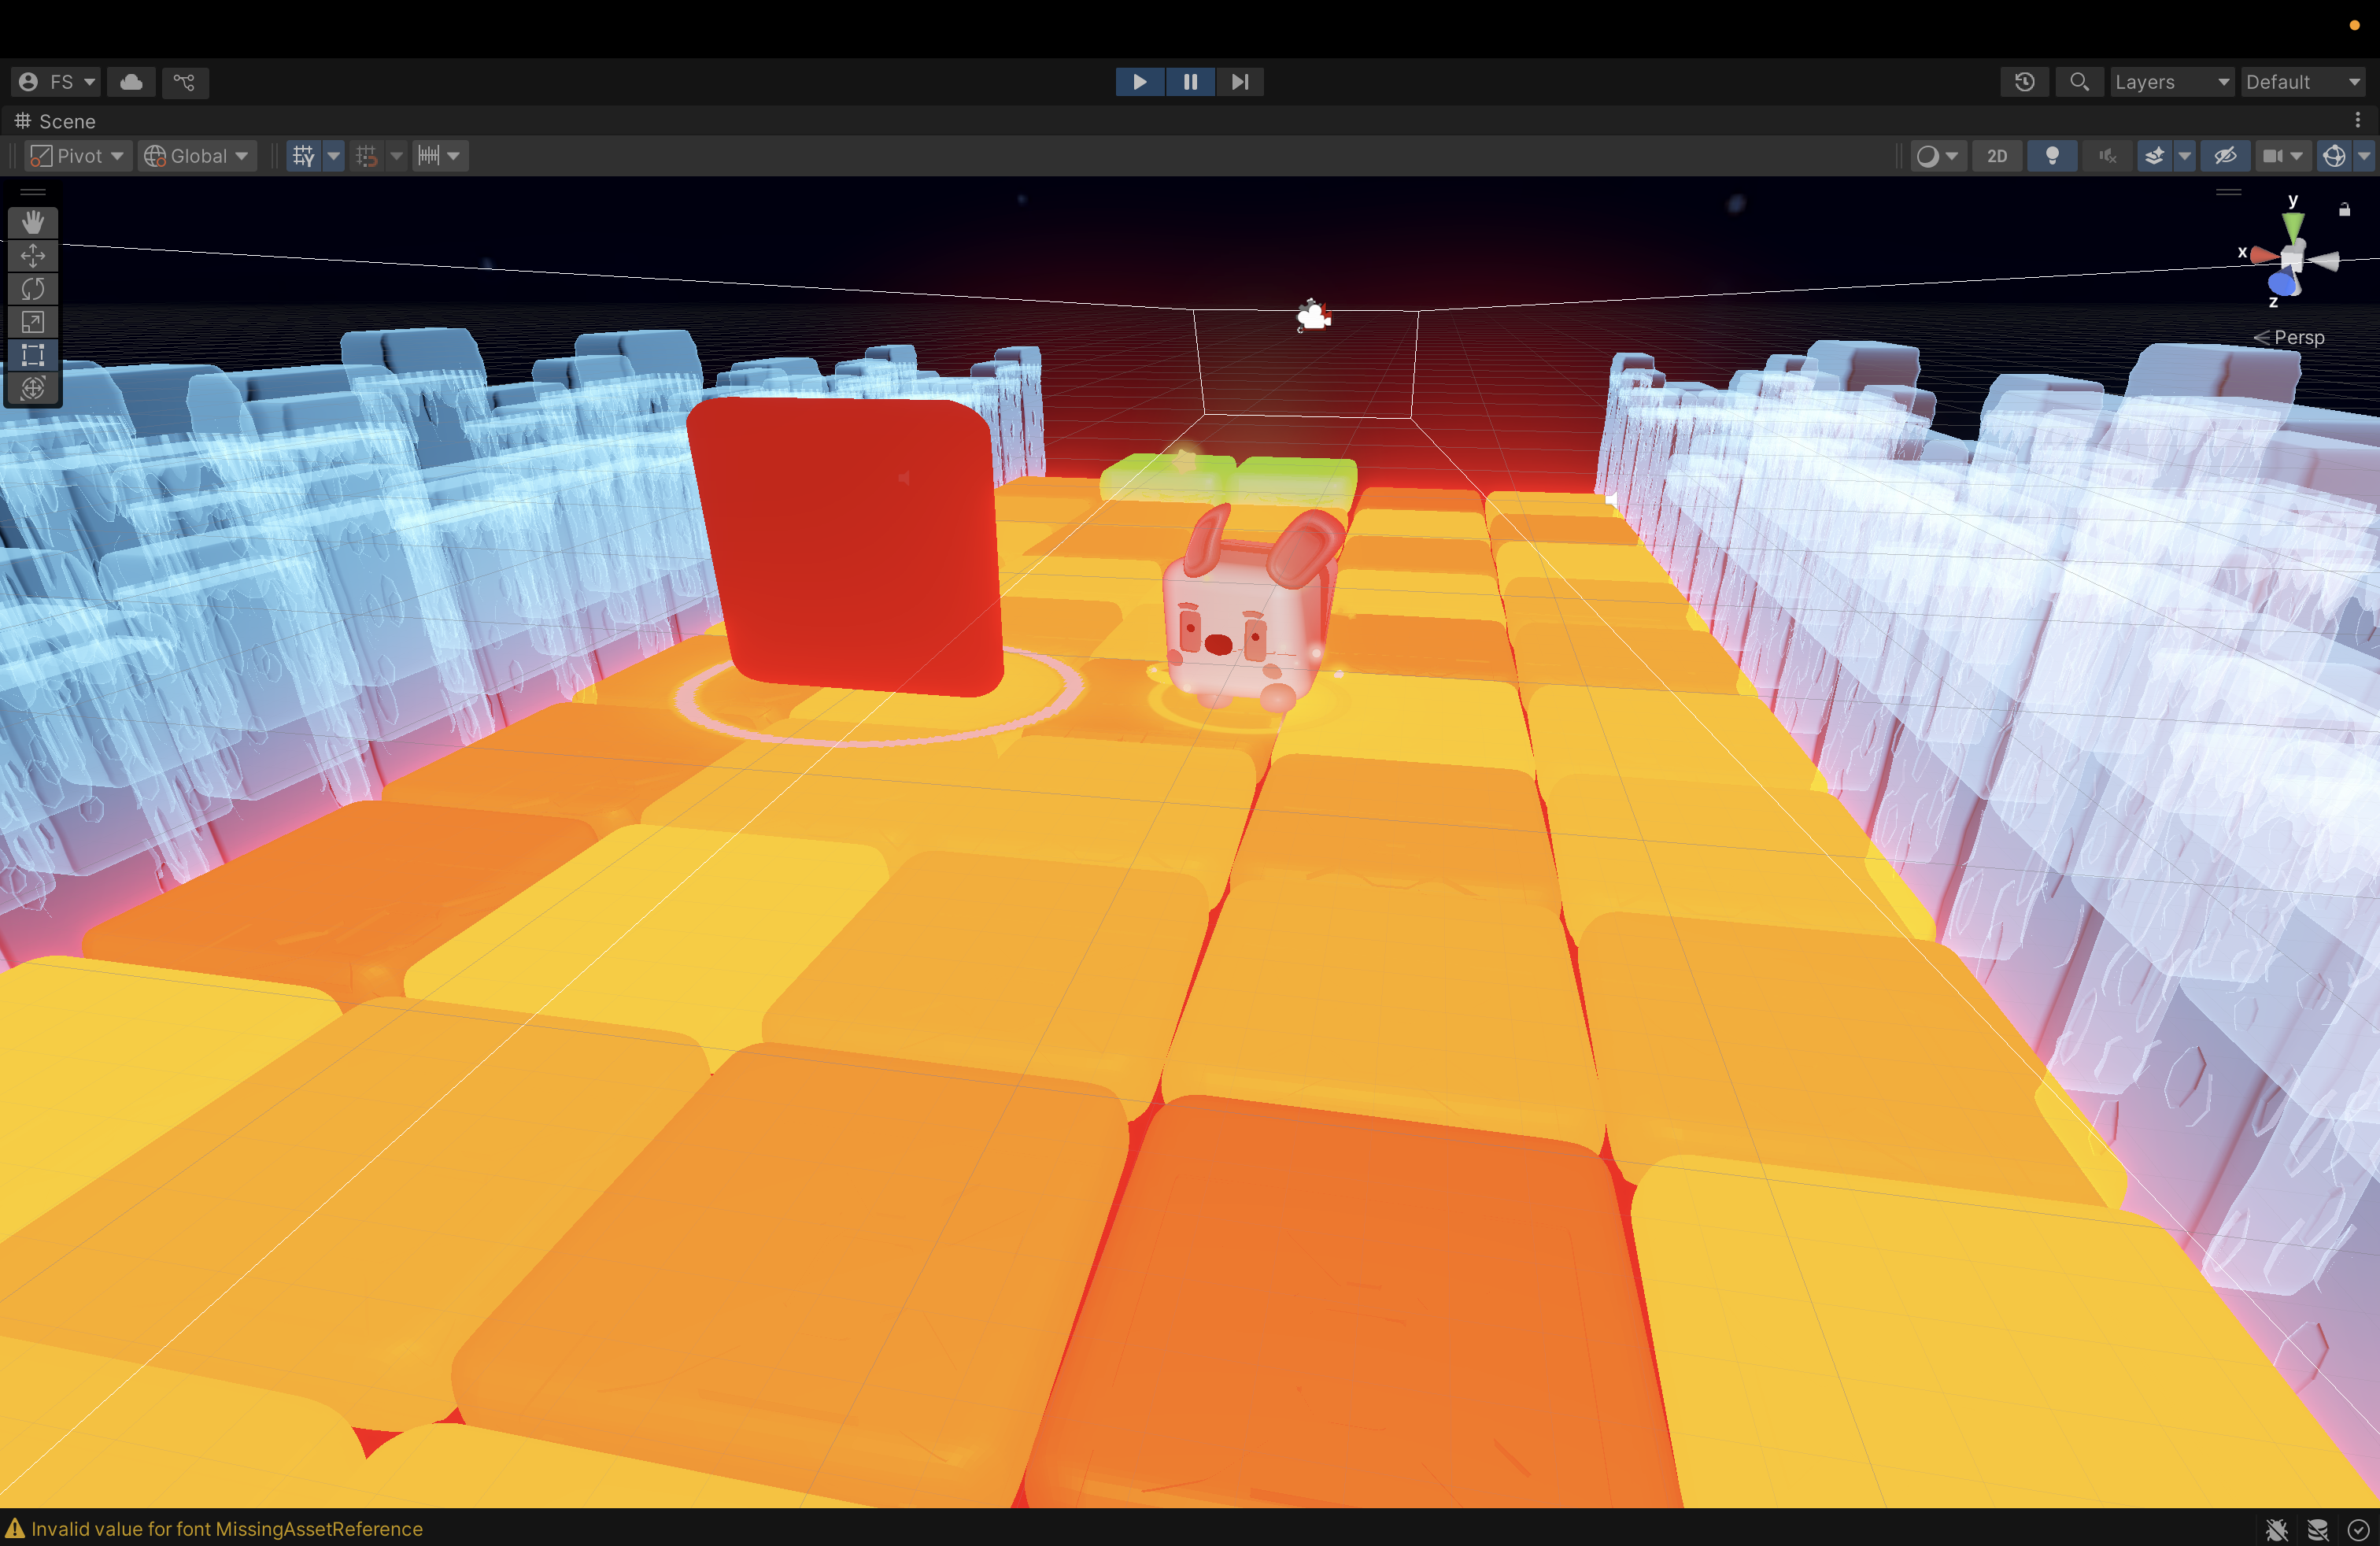 FS
Layers
Default
Scene
Pivot
Global
2D
y
x
z
Persp
Invalid value for font MissingAssetReference